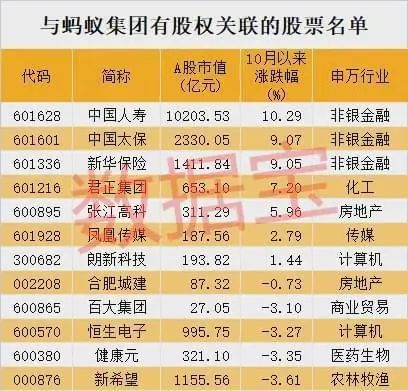 与蚂蚁集团有股权关联的股票名单
代码 简称 A股市值(亿元) 10月以来涨跌幅(%) 申万行业
601628 中国人寿 10203.53 10.29 非银金融
601601 中国太保 2330.05 9.07 非银金融
601336 新华保险 1411.84 9.05 非银金融
601216 君正集团 653.10 7.20 化工
600895 张江高科 311.29 5.96 房地产
601928 凤凰传媒 187.56 2.79 传媒
300682 朗新科技 193.82 1.44 计算机
002208 合肥城建 87.32 -0.73 房地产
600865 百大集团 27.05 -3.10 商业贸易
600570 恒生电子 995.75 -3.27 计算机
600380 健康元 321.10 -3.35 医药生物
000876 新希望 1155.56 -3.61 农林牧渔
数据宝